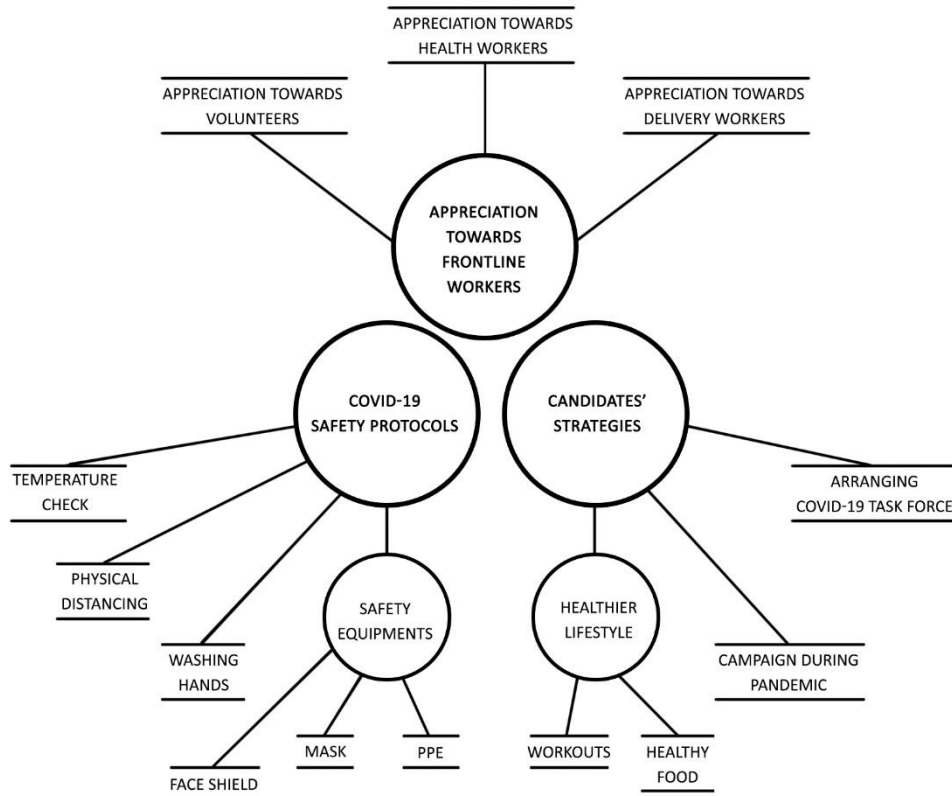 APPRECIATION TOWARDS
HEALTH WORKERS
APPRECIATION TOWARDS
VOLUNTEERS
APPRECIATION TOWARDS
DELIVERY WORKERS
APPRECIATION
TOWARDS
FRONTLINE
WORKERS
COVID-19
SAFETY PROTOCOLS
CANDIDATES'
STRATEGIES
TEMPERATURE
CHECK
ARRANGING
COVID-19 TASK FORCE
PHYSICAL
DISTANCING
SAFETY
EQUIPMENTS
HEALTHIER
LIFESTYLE
WASHING
HANDS
CAMPAIGN DURING
PANDEMIC
FACE SHIELD
MASK
PPE
WORKOUTS
HEALTHY
FOOD